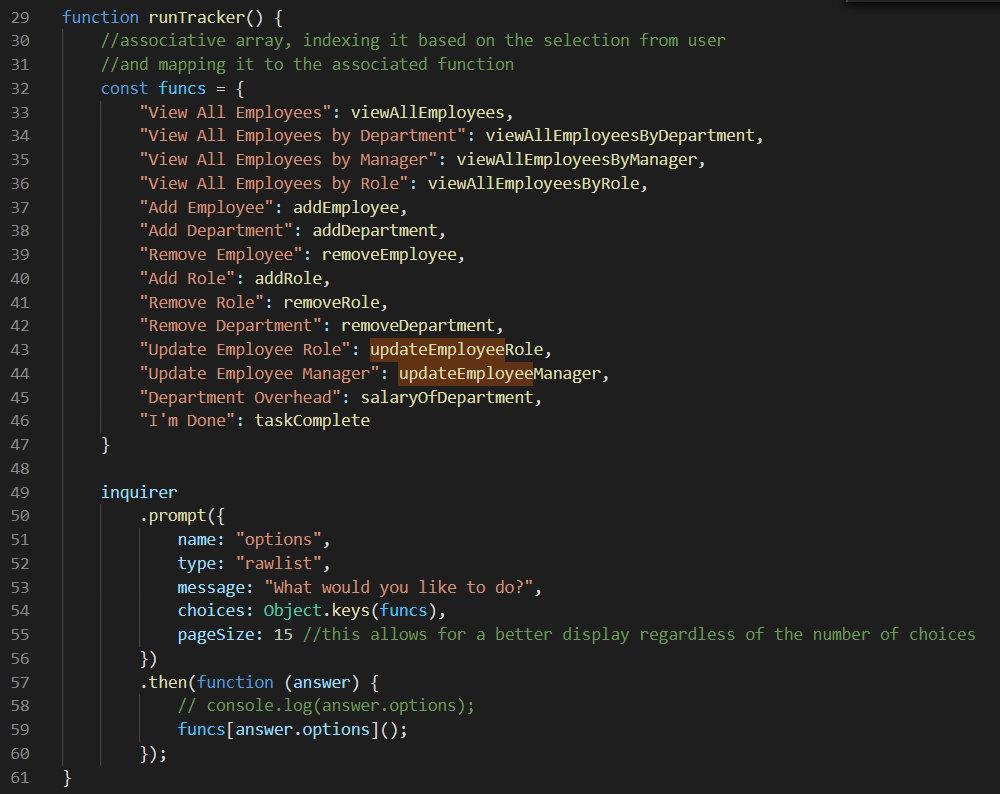 29 function runTracker() {
30 //associative array, indexing it based on the selection from user
31 //and mapping it to the associated function
32 const funcs = {
33 "View All Employees": viewAllEmployees,
34 "View All Employees by Department": viewAllEmployeesByDepartment,
35 "View All Employees by Manager": viewAllEmployeesByManager,
36 "View All Employees by Role": viewAllEmployeesByRole,
37 "Add Employee": addEmployee,
38 "Add Department": addDepartment,
39 "Remove Employee": removeEmployee,
40 "Add Role": addRole,
41 "Remove Role": removeRole,
42 "Remove Department": removeDepartment,
43 "Update Employee Role": updateEmployeeRole,
44 "Update Employee Manager": updateEmployeeManager,
45 "Department Overhead": salaryOfDepartment,
46 "I'm Done": taskComplete
47 }
48
49 inquirer
50 .prompt({
51 name: "options",
52 type: "rawlist",
53 message: "What would you like to do?",
54 choices: Object.keys(funcs),
55 pageSize: 15 //this allows for a better display regardless of the number of choices
56 })
57 .then(function (answer) {
58 // console.log(answer.options);
59 funcs[answer.options]();
60 });
61 }